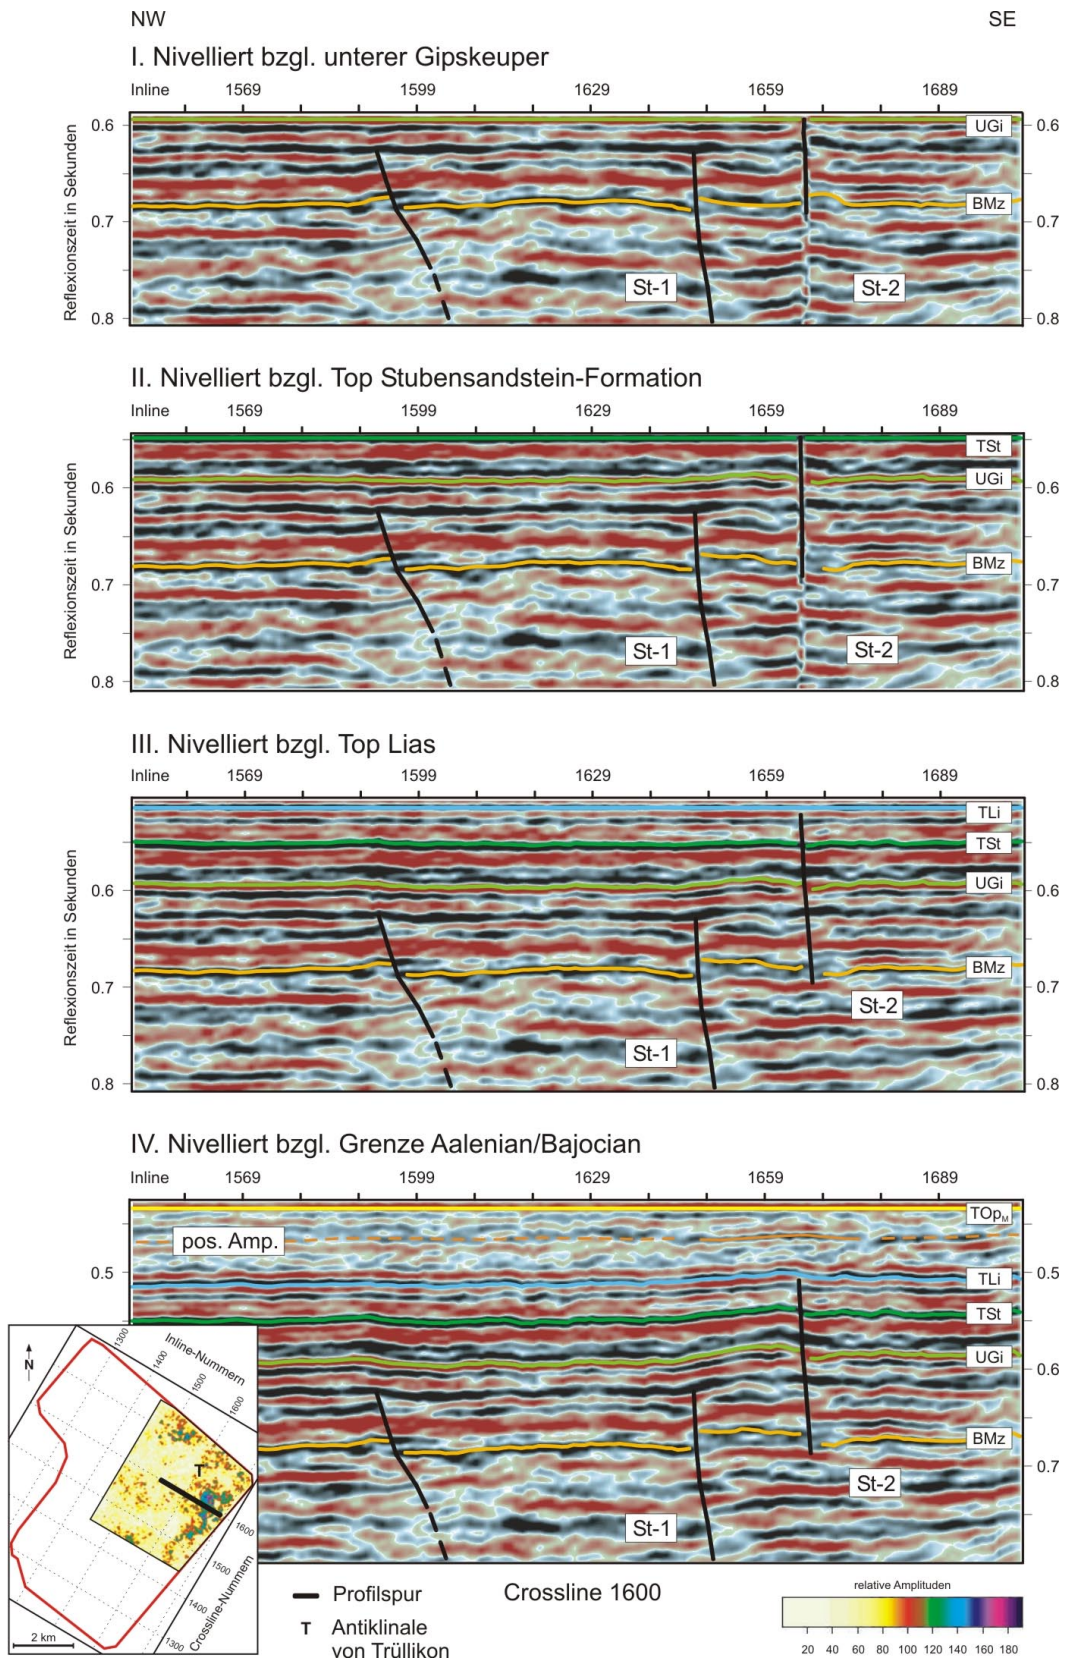 NW SE
I. Nivelliert bzgl. unterer Gipskeuper
Inline 1569 1599 1629 1659 1689
Reflexionszeit in Sekunden
0.6 UGi 0.6
0.7 BMz 0.7
St-1 St-2
0.8 0.8
II. Nivelliert bzgl. Top Stubensandstein-Formation
Inline 1569 1599 1629 1659 1689
Reflexionszeit in Sekunden
TSt
0.6 UGi 0.6
BMz
0.7 0.7
St-1 St-2
0.8 0.8
III. Nivelliert bzgl. Top Lias
Inline 1569 1599 1629 1659 1689
Reflexionszeit in Sekunden
TLi
TSt
0.6 UGi 0.6
BMz
0.7 0.7
St-2
St-1
0.8 0.8
IV. Nivelliert bzgl. Grenze Aalenian/Bajocian
Inline 1569 1599 1629 1659 1689
TOpM
pos. Amp.
0.5 TLi 0.5
TSt
UGi
0.6
BMz
0.7
St-2
St-1
N
Inline-Nummern
1300
1400
1500
1600
T
1600
1500
1400
1300
Crossline-Nummern
2 km
Profilspur
T Antiklinale
von Trüllikon
Crossline 1600
relative Amplituden
20 40 60 80 100 120 140 160 180